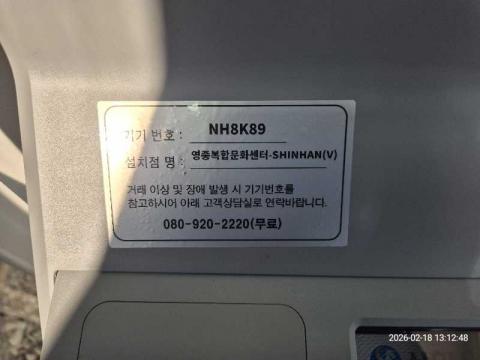 기기 번호 : NH8K89
설치점 명 : 영종복합문화센터-SHINHAN(V)
거래 이상 및 장애 발생 시 기기번호를
참고하시어 아래 고객상담실로 연락바랍니다.
080-920-2220(무료)
2026-02-18 13:12:48